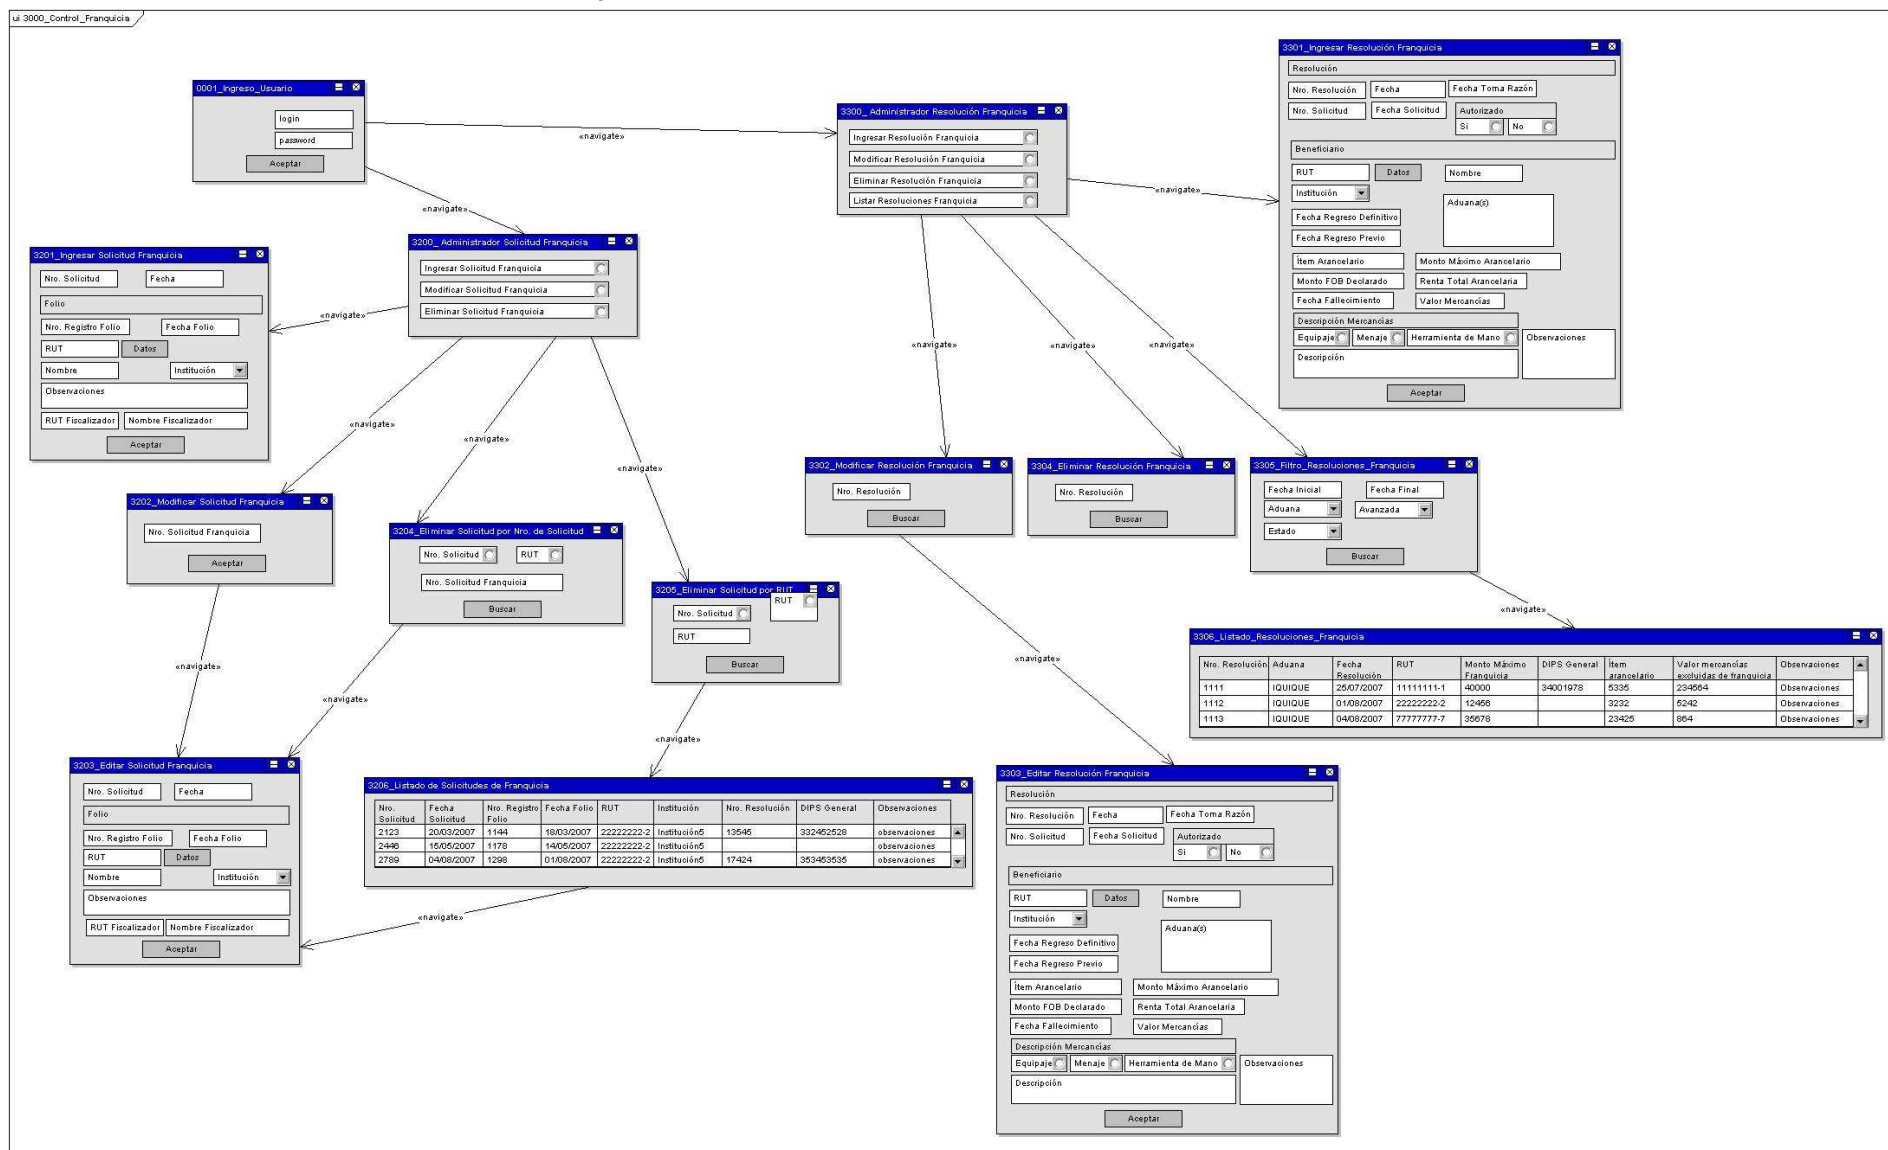 ui 3000_Control_Franquicia
0001_Ingreso_Usuario
login
password
Aceptar
«navigate»
«navigate»
3300_ Administrador Resolución Franquicia
Ingresar Resolución Franquicia
Modificar Resolución Franquicia
Eliminar Resolución Franquicia
Listar Resoluciones Franquicia
«navigate»
«navigate»
«navigate»
«navigate»
3301_Ingresar Resolución Franquicia
Resolución
Nro. Resolución Fecha Fecha Toma Razón
Nro. Solicitud Fecha Solicitud Autorizado
Si No
Beneficiario
RUT Datos Nombre
Institución
Aduana(s)
Fecha Regreso Definitivo
Fecha Regreso Previo
Ítem Arancelario Monto Máximo Arancelario
Monto FOB Declarado Renta Total Arancelaria
Fecha Fallecimiento Valor Mercancías
Descripción Mercancías
Equipaje Menaje Herramienta de Mano Observaciones
Descripción
Aceptar
3200_ Administrador Solicitud Franquicia
Ingresar Solicitud Franquicia
Modificar Solicitud Franquicia
Eliminar Solicitud Franquicia
«navigate»
«navigate»
«navigate»
«navigate»
3201_Ingresar Solicitud Franquicia
Nro. Solicitud Fecha
Folio
Nro. Registro Folio Fecha Folio
RUT Datos
Nombre Institución
Observaciones
RUT Fiscalizador Nombre Fiscalizador
Aceptar
3202_Modificar Solicitud Franquicia
Nro. Solicitud Franquicia
Aceptar
«navigate»
3204_Eliminar Solicitud por Nro. de Solicitud
Nro. Solicitud RUT
Nro. Solicitud Franquicia
Buscar
«navigate»
3205_Eliminar Solicitud por RUT
Nro. Solicitud RUT
RUT
Buscar
«navigate»
3302_Modificar Resolución Franquicia
Nro. Resolución
Buscar
«navigate»
3304_Eliminar Resolución Franquicia
Nro. Resolución
Buscar
3305_Filtro_Resoluciones_Franquicia
Fecha Inicial Fecha Final
Aduana Avanzada
Estado
Buscar
«navigate»
3306_Listado_Resoluciones_Franquicia
Nro. Resolución Aduana Fecha Resolución RUT Monto Máximo Franquicia DIPS General Ítem arancelario Valor mercancías excluidas de franquicia Observaciones
1111 IQUIQUE 25/07/2007 11111111-1 40000 34001978 5335 234564 Observaciones
1112 IQUIQUE 01/08/2007 22222222-2 12456 3232 5242 Observaciones
1113 IQUIQUE 04/08/2007 77777777-7 35678 23425 864 Observaciones
3203_Editar Solicitud Franquicia
Nro. Solicitud Fecha
Folio
Nro. Registro Folio Fecha Folio
RUT Datos
Nombre Institución
Observaciones
RUT Fiscalizador Nombre Fiscalizador
Aceptar
3206_Listado de Solicitudes de Franquicia
Nro. Solicitud Fecha Solicitud Nro. Registro Folio Fecha Folio RUT Institución Nro. Resolución DIPS General Observaciones
2123 20/03/2007 1144 18/03/2007 22222222-2 Institución5 13545 332452528 observaciones
2446 15/05/2007 1178 14/05/2007 22222222-2 Institución5 observaciones
2789 04/08/2007 1298 01/08/2007 22222222-2 Institución5 17424 353453535 observaciones
«navigate»
3303_Editar Resolución Franquicia
Resolución
Nro. Resolución Fecha Fecha Toma Razón
Nro. Solicitud Fecha Solicitud Autorizado
Si No
Beneficiario
RUT Datos Nombre
Institución
Aduana(s)
Fecha Regreso Definitivo
Fecha Regreso Previo
Ítem Arancelario Monto Máximo Arancelario
Monto FOB Declarado Renta Total Arancelaria
Fecha Fallecimiento Valor Mercancías
Descripción Mercancías
Equipaje Menaje Herramienta de Mano Observaciones
Descripción
Aceptar